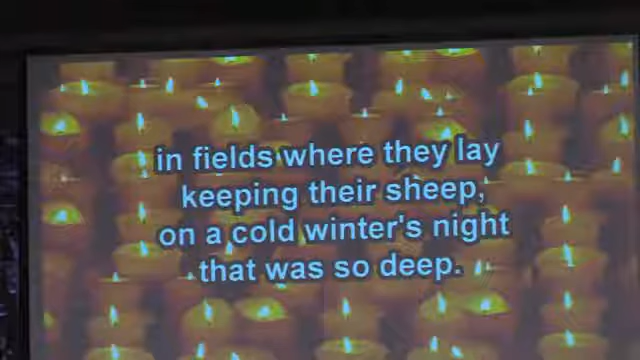 in fields where they lay
keeping their sheep,
on a cold winter's night
that was so deep.